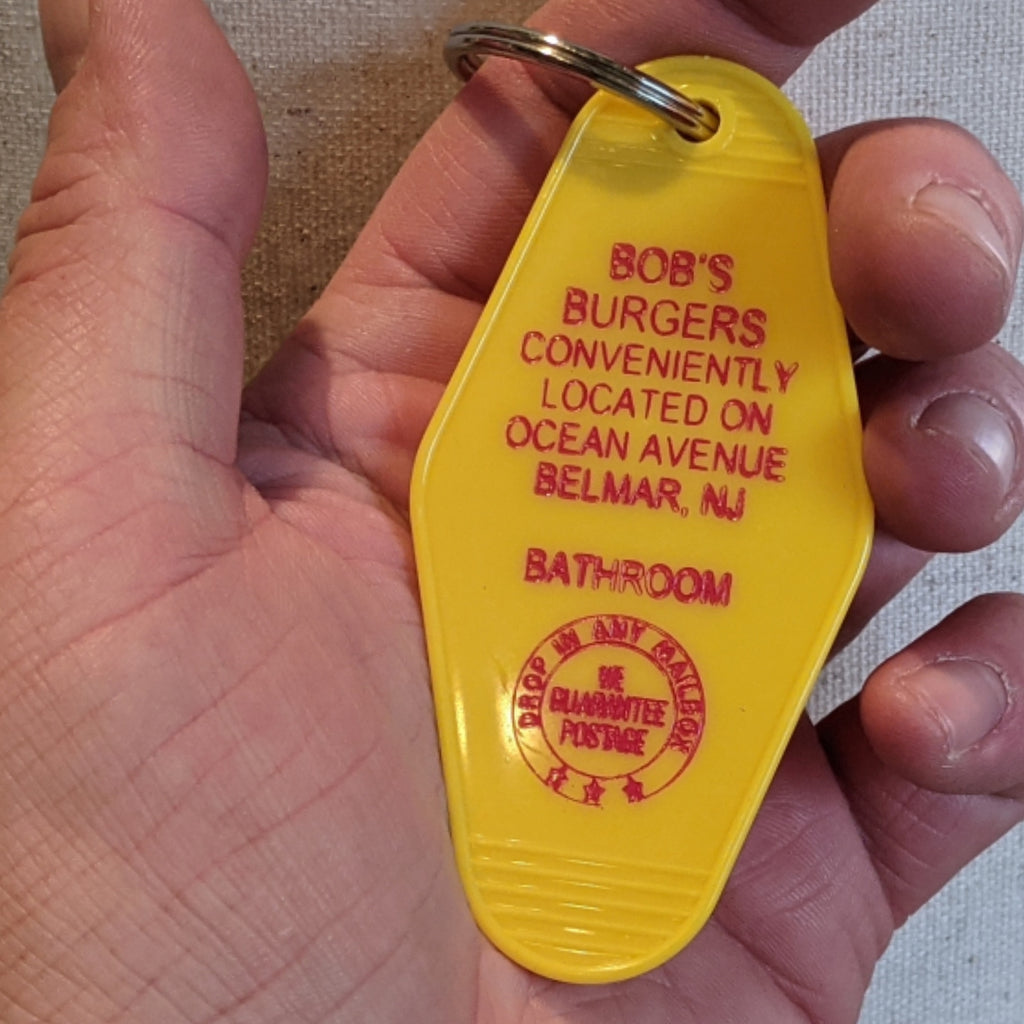 BOB'S
BURGERS
CONVENIENTLY
LOCATED ON
OCEAN AVENUE
BELMAR, NJ
BATHROOM
DROP IN ANY MAILBOX
WE
GUARANTEE
POSTAGE